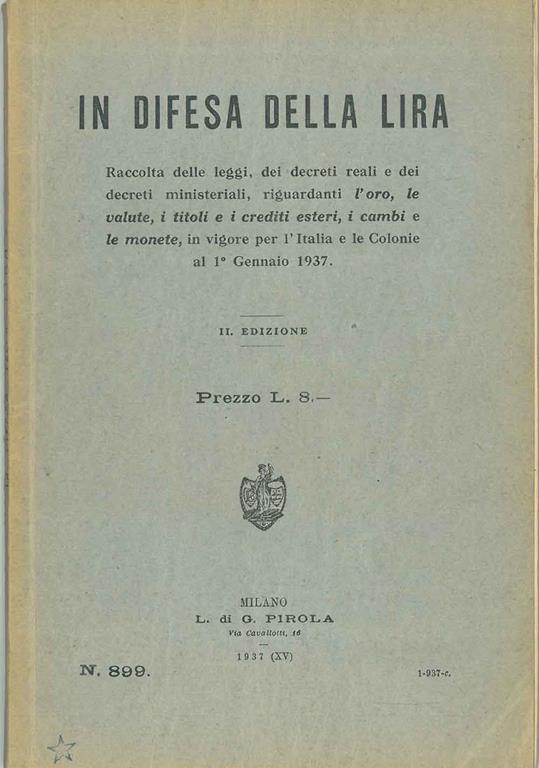 IN DIFESA DELLA LIRA
Raccolta delle leggi, dei decreti reali e dei
decreti ministeriali, riguardanti l'oro, le
valute, i titoli e i crediti esteri, i cambi e
le monete, in vigore per l'Italia e le Colonie
al 1° Gennaio 1937.
II. EDIZIONE
Prezzo L. 8.—
MILANO
L. di G. PIROLA
Via Cavallotti, 16
1937 (XV)
N. 899.
1-937-c.